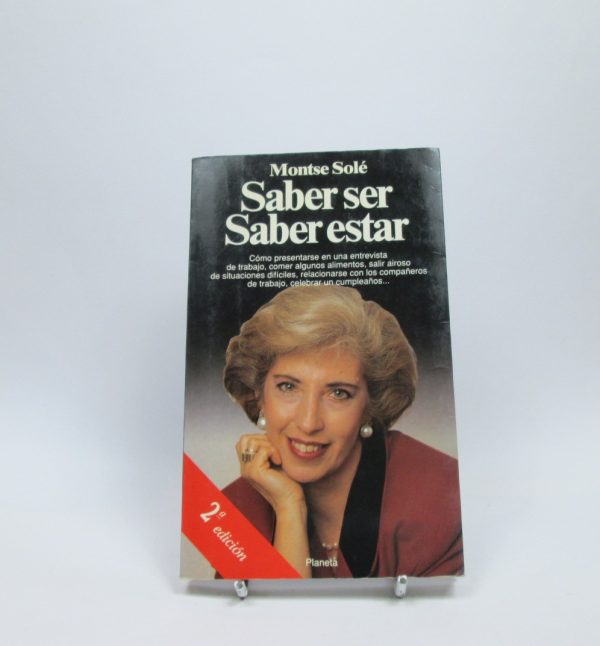 Montse Solé
Saber ser
Saber estar
Cómo presentarse en una entrevista
de trabajo, comer algunos alimentos, salir airoso
de situaciones difíciles, relacionarse con los compañeros
de trabajo, celebrar un cumpleaños...
2ª edición
Planeta